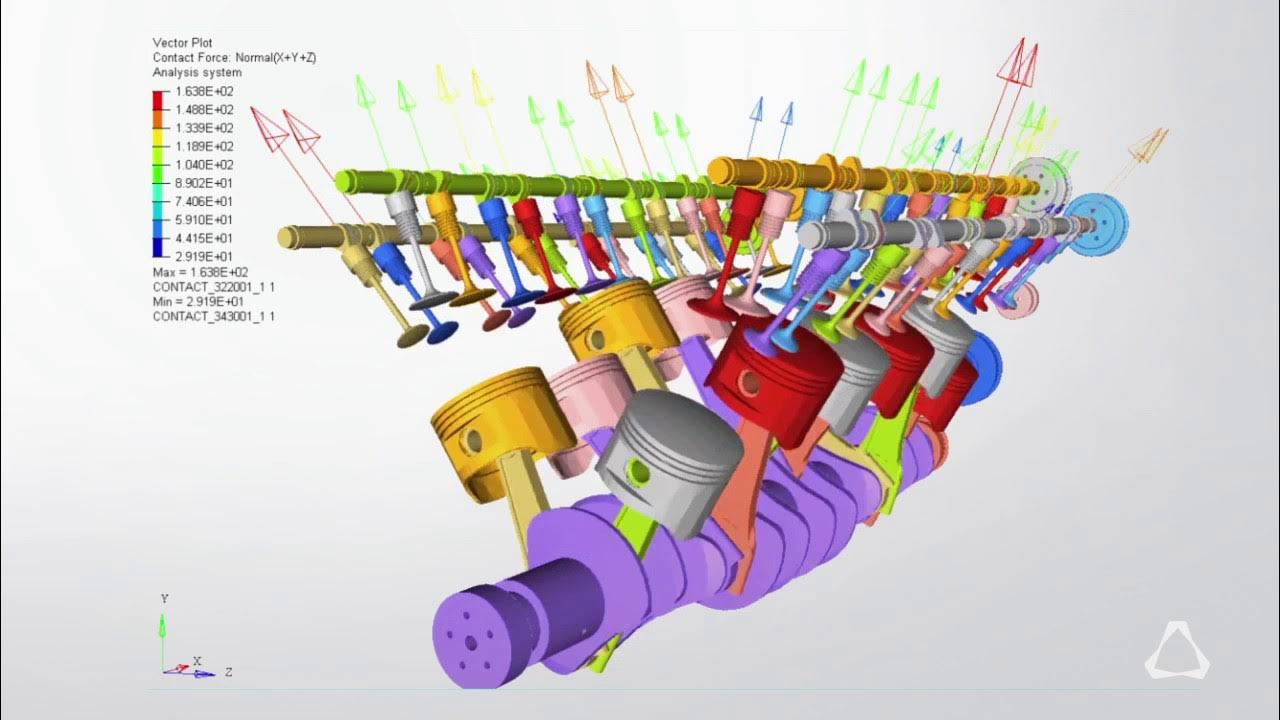 Vector Plot
Contact Force: Normal(X+Y+Z)
Analysis system
1.638E+02
1.488E+02
1.339E+02
1.189E+02
1.040E+02
8.902E+01
7.406E+01
5.910E+01
4.415E+01
2.919E+01
Max = 1.638E+02
CONTACT_322001_1 1
Min = 2.919E+01
CONTACT_343001_1 1
Y
X
Z